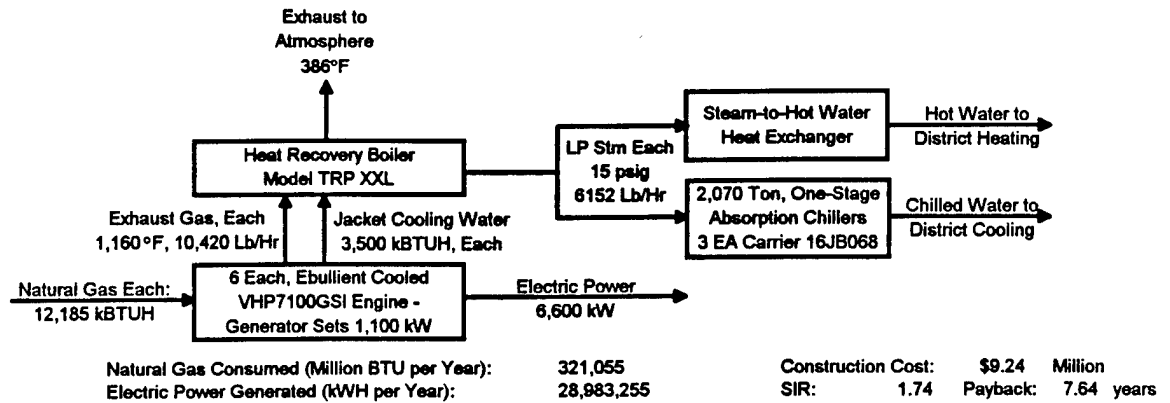 Exhaust to
Atmosphere
386°F
Heat Recovery Boiler
Model TRP XXL
LP Stm Each
15 psig
6152 Lb/Hr
Steam-to-Hot Water
Heat Exchanger
Hot Water to
District Heating
2,070 Ton, One-Stage
Absorption Chillers
3 EA Carrier 16JB068
Chilled Water to
District Cooling
Exhaust Gas, Each
1,160°F, 10,420 Lb/Hr
Jacket Cooling Water
3,500 kBTUH, Each
Natural Gas Each:
12,185 kBTUH
6 Each, Ebullient Cooled
VHP7100GSI Engine -
Generator Sets 1,100 kW
Electric Power
6,600 kW
Natural Gas Consumed (Million BTU per Year): 321,055
Electric Power Generated (kWH per Year): 28,983,255
Construction Cost: $9.24 Million
SIR: 1.74 Payback: 7.64 years